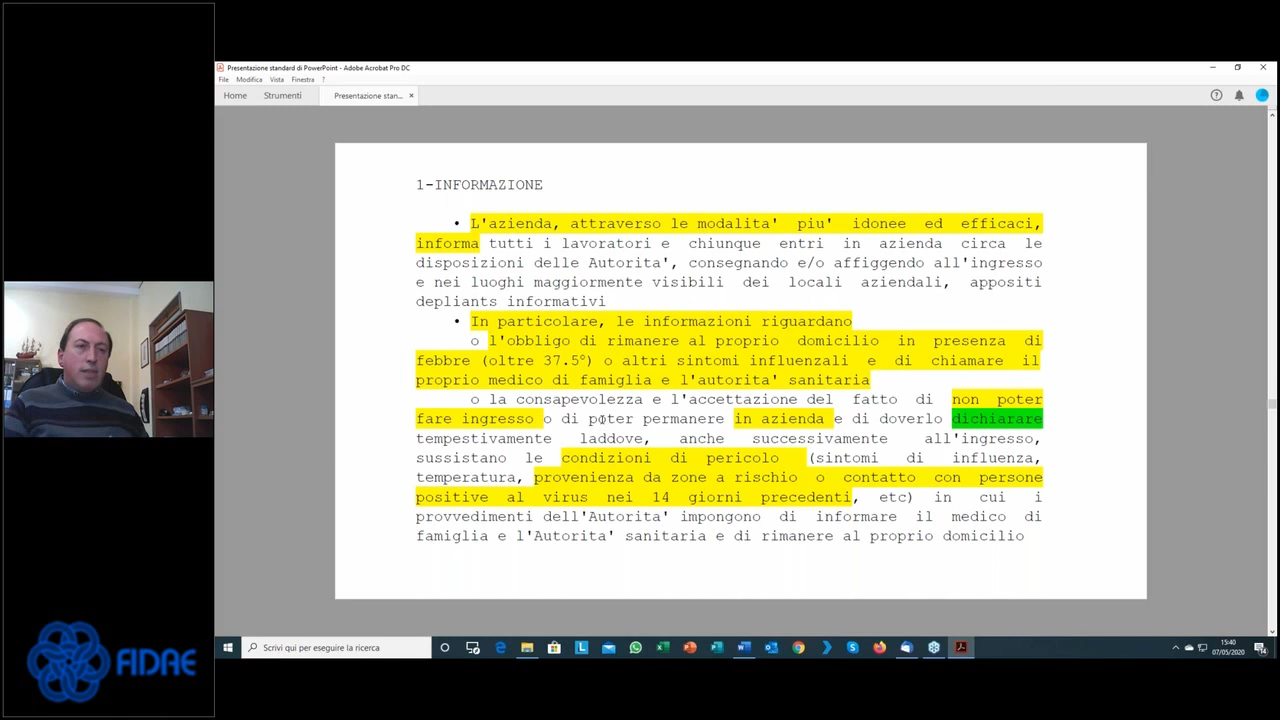 Presentazione standard di PowerPoint - Adobe Acrobat Pro DC
File Modifica Vista Finestra ?
Home Strumenti Presentazione stan... ×
1-INFORMAZIONE
• L'azienda, attraverso le modalita' piu' idonee ed efficaci,
informa tutti i lavoratori e chiunque entri in azienda circa le
disposizioni delle Autorita', consegnando e/o affiggendo all'ingresso
e nei luoghi maggiormente visibili dei locali aziendali, appositi
depliants informativi
• In particolare, le informazioni riguardano
o l'obbligo di rimanere al proprio domicilio in presenza di
febbre (oltre 37.5°) o altri sintomi influenzali e di chiamare il
proprio medico di famiglia e l'autorita' sanitaria
o la consapevolezza e l'accettazione del fatto di non poter
fare ingresso o di poter permanere in azienda e di doverlo dichiarare
tempestivamente laddove, anche successivamente all'ingresso,
sussistano le condizioni di pericolo (sintomi di influenza,
temperatura, provenienza da zone a rischio o contatto con persone
positive al virus nei 14 giorni precedenti, etc) in cui i
provvedimenti dell'Autorita' impongono di informare il medico di
famiglia e l'Autorita' sanitaria e di rimanere al proprio domicilio
FIDAE
Scrivi qui per eseguire la ricerca
15:40
07/05/2020